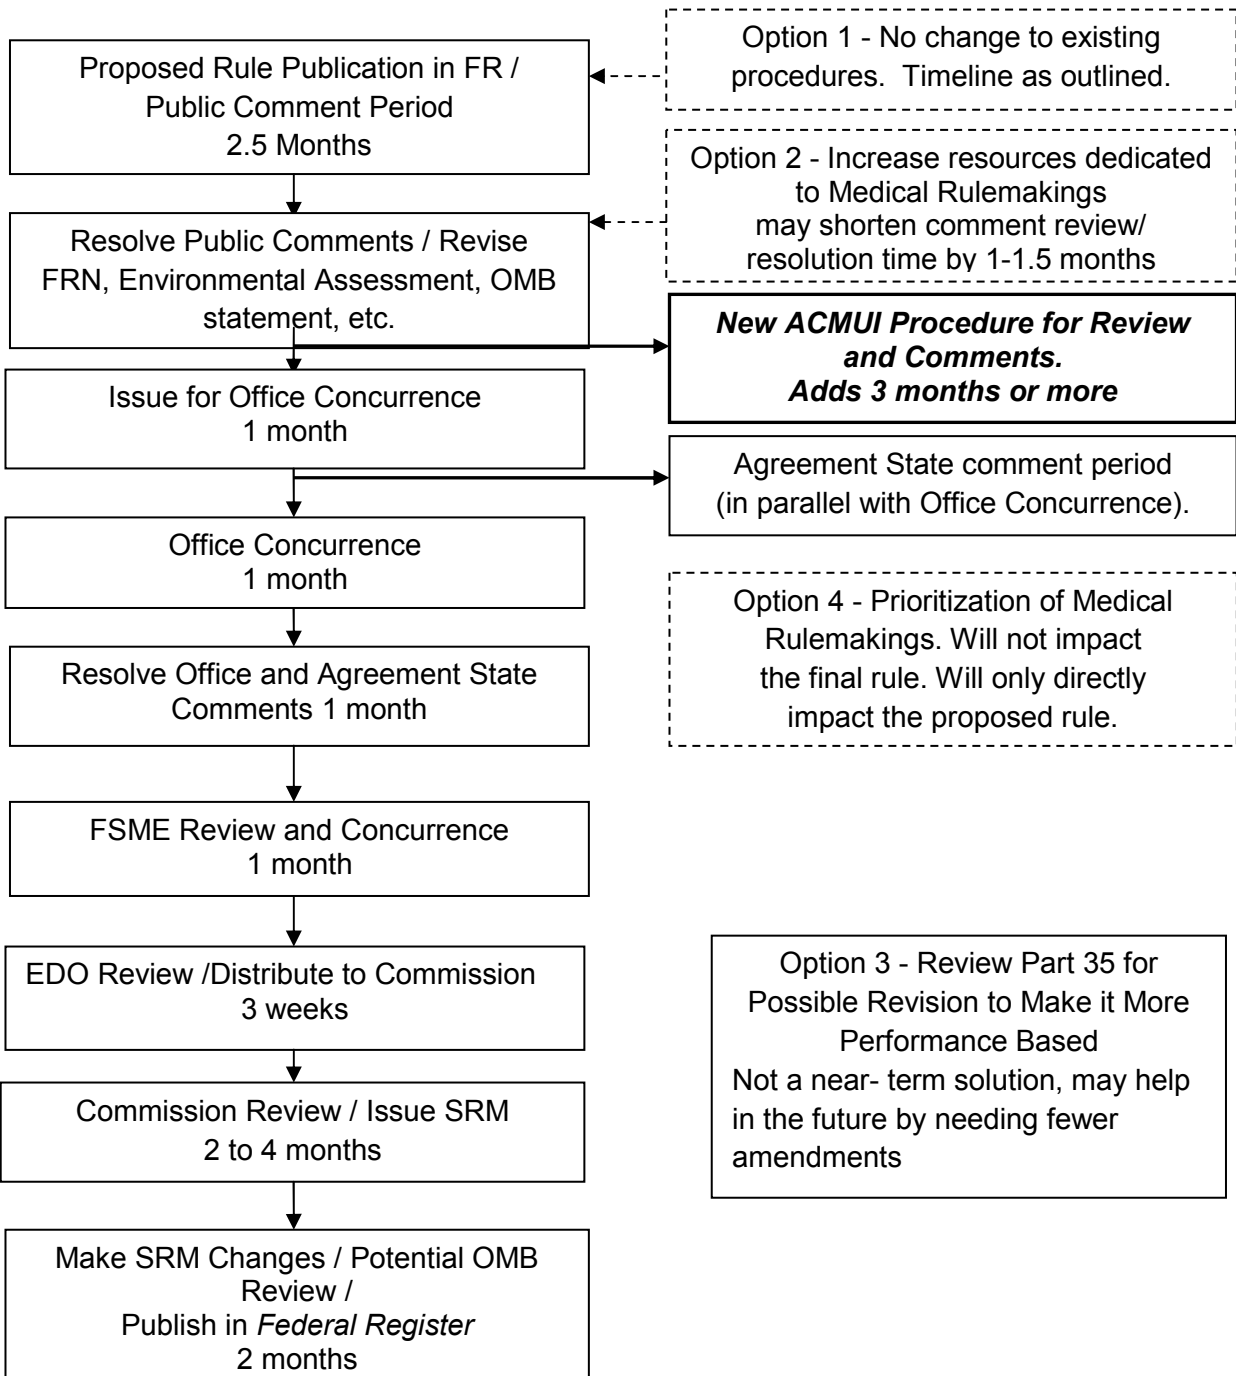 Proposed Rule Publication in FR /
Public Comment Period
2.5 Months
Option 1 - No change to existing
procedures. Timeline as outlined.
Resolve Public Comments / Revise
FRN, Environmental Assessment, OMB
statement, etc.
Option 2 - Increase resources dedicated
to Medical Rulemakings
may shorten comment review/
resolution time by 1-1.5 months
New ACMUI Procedure for Review
and Comments.
Adds 3 months or more
Issue for Office Concurrence
1 month
Agreement State comment period
(in parallel with Office Concurrence).
Office Concurrence
1 month
Option 4 - Prioritization of Medical
Rulemakings. Will not impact
the final rule. Will only directly
impact the proposed rule.
Resolve Office and Agreement State
Comments 1 month
FSME Review and Concurrence
1 month
EDO Review /Distribute to Commission
3 weeks
Option 3 - Review Part 35 for
Possible Revision to Make it More
Performance Based
Not a near- term solution, may help
in the future by needing fewer
amendments
Commission Review / Issue SRM
2 to 4 months
Make SRM Changes / Potential OMB
Review /
Publish in Federal Register
2 months